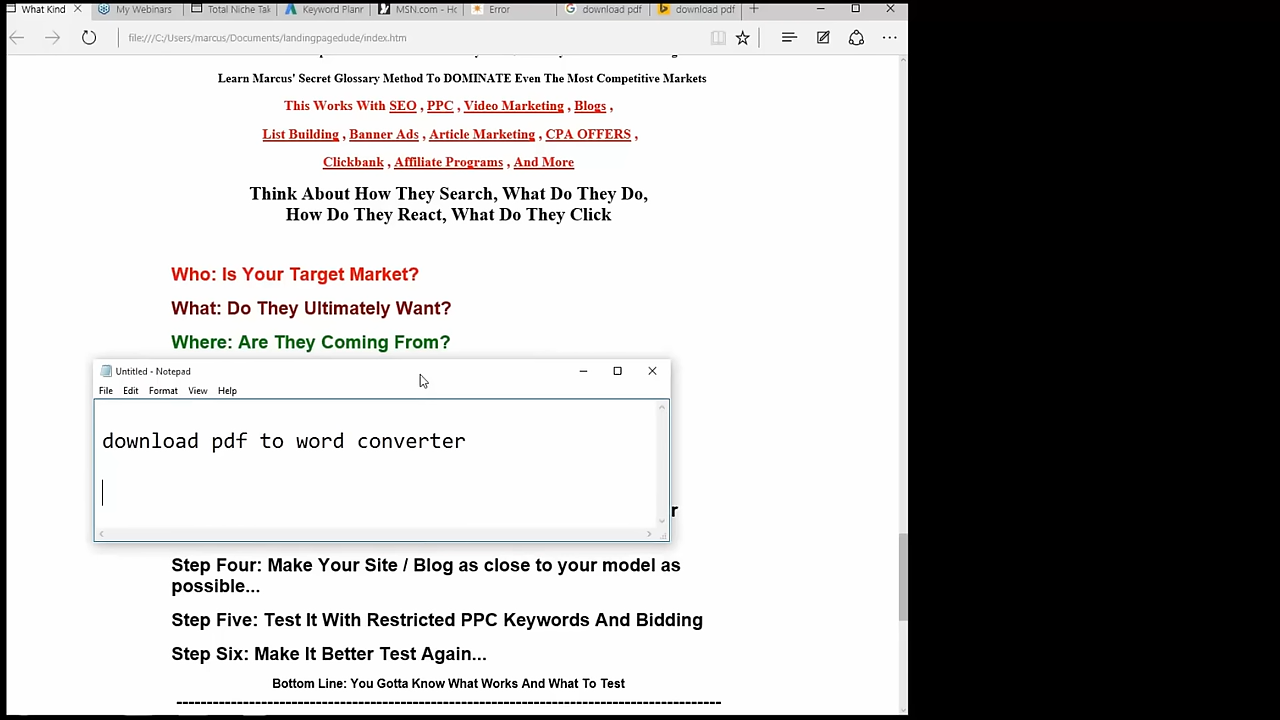 What Kind
My Webinars
Total Niche Tak
Keyword Planr
MSN.com - Ho
Error
download pdf
download pdf
file:///C:/Users/marcus/Documents/landingpagedude/index.htm
Learn Marcus' Secret Glossary Method To DOMINATE Even The Most Competitive Markets
This Works With SEO , PPC , Video Marketing , Blogs ,
List Building , Banner Ads , Article Marketing , CPA OFFERS ,
Clickbank , Affiliate Programs , And More
Think About How They Search, What Do They Do,
How Do They React, What Do They Click
Who: Is Your Target Market?
What: Do They Ultimately Want?
Where: Are They Coming From?
Untitled - Notepad
File Edit Format View Help
download pdf to word converter
r
Step Four: Make Your Site / Blog as close to your model as
possible...
Step Five: Test It With Restricted PPC Keywords And Bidding
Step Six: Make It Better Test Again...
Bottom Line: You Gotta Know What Works And What To Test